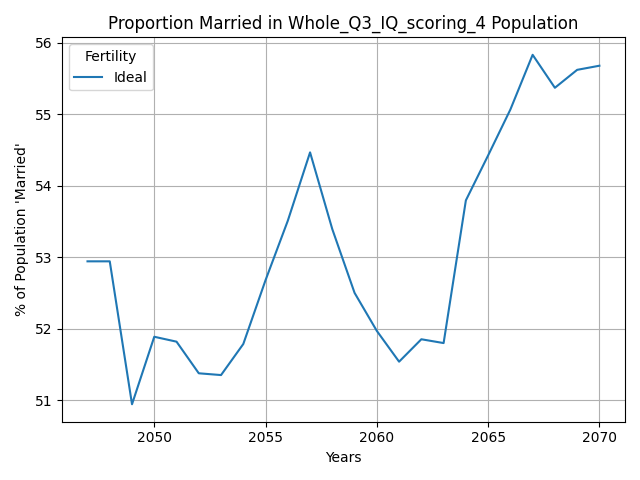 Proportion Married in Whole_Q3_IQ_scoring_4 Population
Fertility
Ideal
% of Population 'Married'
56
55
54
53
52
51
2050 2055 2060 2065 2070
Years